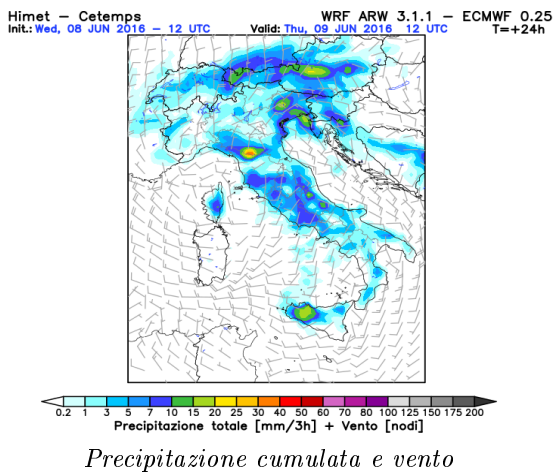 Himet – Cetemps WRF ARW 3.1.1 – ECMWF 0.25
Init.: Wed, 08 JUN 2016 – 12 UTC Valid: Thu, 09 JUN 2016 12 UTC T=+24h
0.2 1 3 5 7 10 15 20 25 30 40 50 60 70 80 100 125 150 175 200
Precipitazione totale [mm/3h] + Vento [nodi]
Precipitazione cumulata e vento